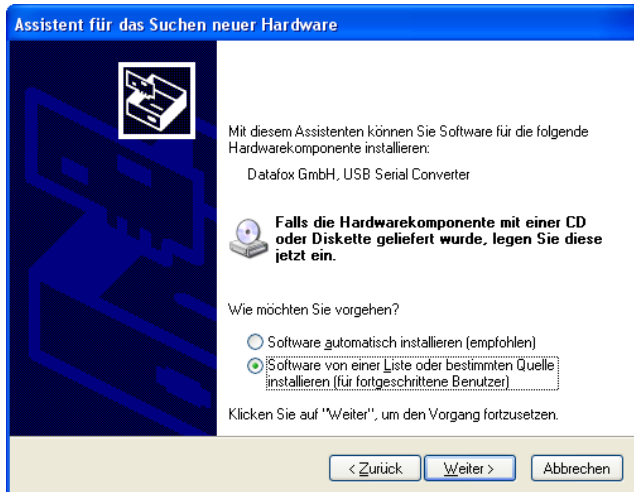 Assistent für das Suchen neuer Hardware
Mit diesem Assistenten können Sie Software für die folgende
Hardwarekomponente installieren:
Datafox GmbH, USB Serial Converter
Falls die Hardwarekomponente mit einer CD
oder Diskette geliefert wurde, legen Sie diese
jetzt ein.
Wie möchten Sie vorgehen?
Software automatisch installieren (empfohlen)
Software von einer Liste oder bestimmten Quelle
installieren (für fortgeschrittene Benutzer)
Klicken Sie auf "Weiter", um den Vorgang fortzusetzen.
< Zurück Weiter > Abbrechen